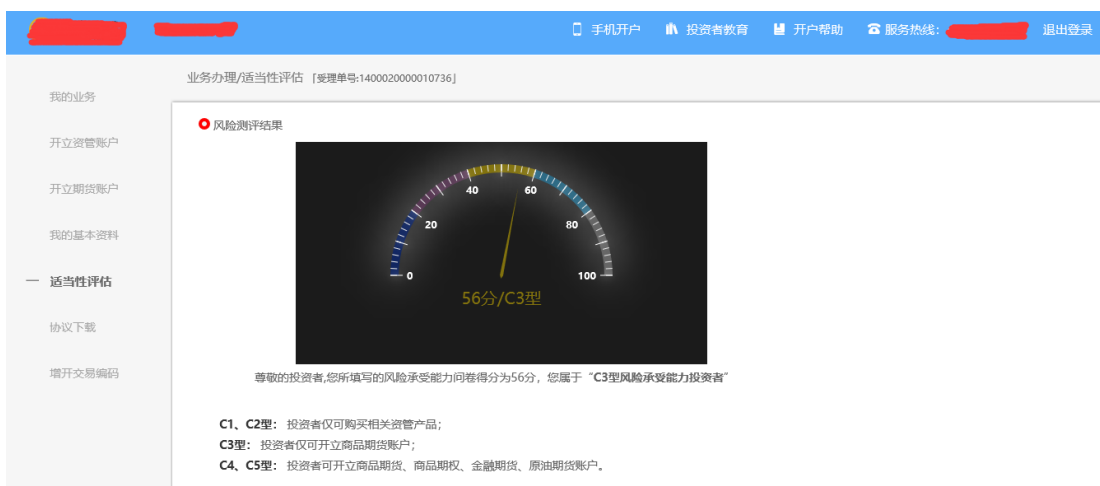 手机开户 投资者教育 开户帮助 服务热线: 退出登录
业务办理/适当性评估 「受理单号:1400020000010736」
我的业务
开立资管账户
开立期货账户
我的基本资料
适当性评估
协议下载
增开交易编码
风险测评结果
0
20
40
60
80
100
56分/C3型
尊敬的投资者,您所填写的风险承受能力问卷得分为56分，您属于“C3型风险承受能力投资者”
C1、C2型： 投资者仅可购买相关资管产品；
C3型： 投资者仅可开立商品期货账户；
C4、C5型： 投资者可开立商品期货、商品期权、金融期货、原油期货账户。